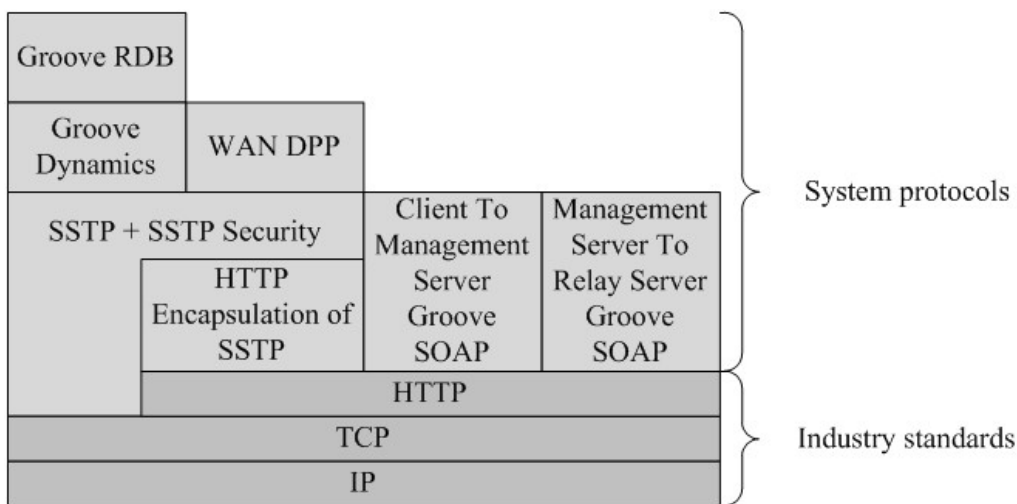 Groove RDB
Groove
Dynamics
WAN DPP
SSTP + SSTP Security
HTTP
Encapsulation of
SSTP
Client To
Management
Server
Groove
SOAP
Management
Server To
Relay Server
Groove
SOAP
System protocols
HTTP
TCP
IP
Industry standards